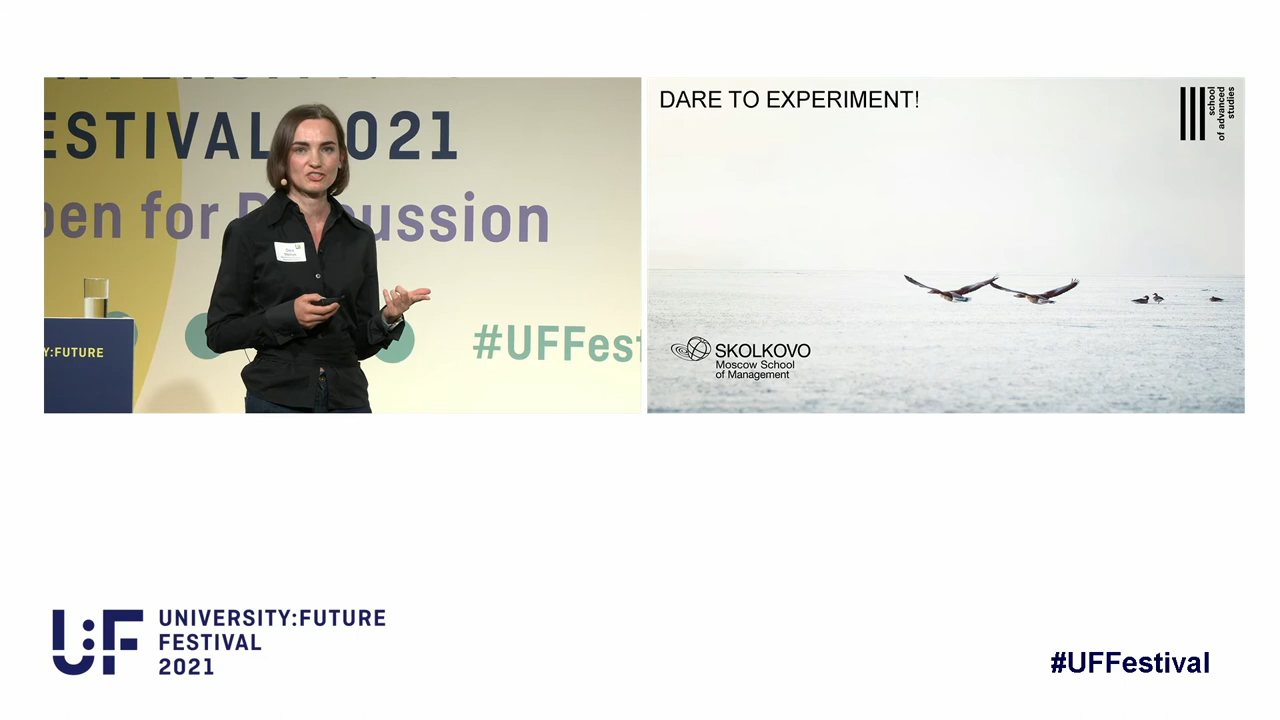 ESTIVAL 2021
pen for Discussion
#UFFest
Y:FUTURE
DARE TO EXPERIMENT!
school
of advanced
studies
SKOLKOVO
Moscow School
of Management
U:F
UNIVERSITY:FUTURE
FESTIVAL
2021
#UFFestival